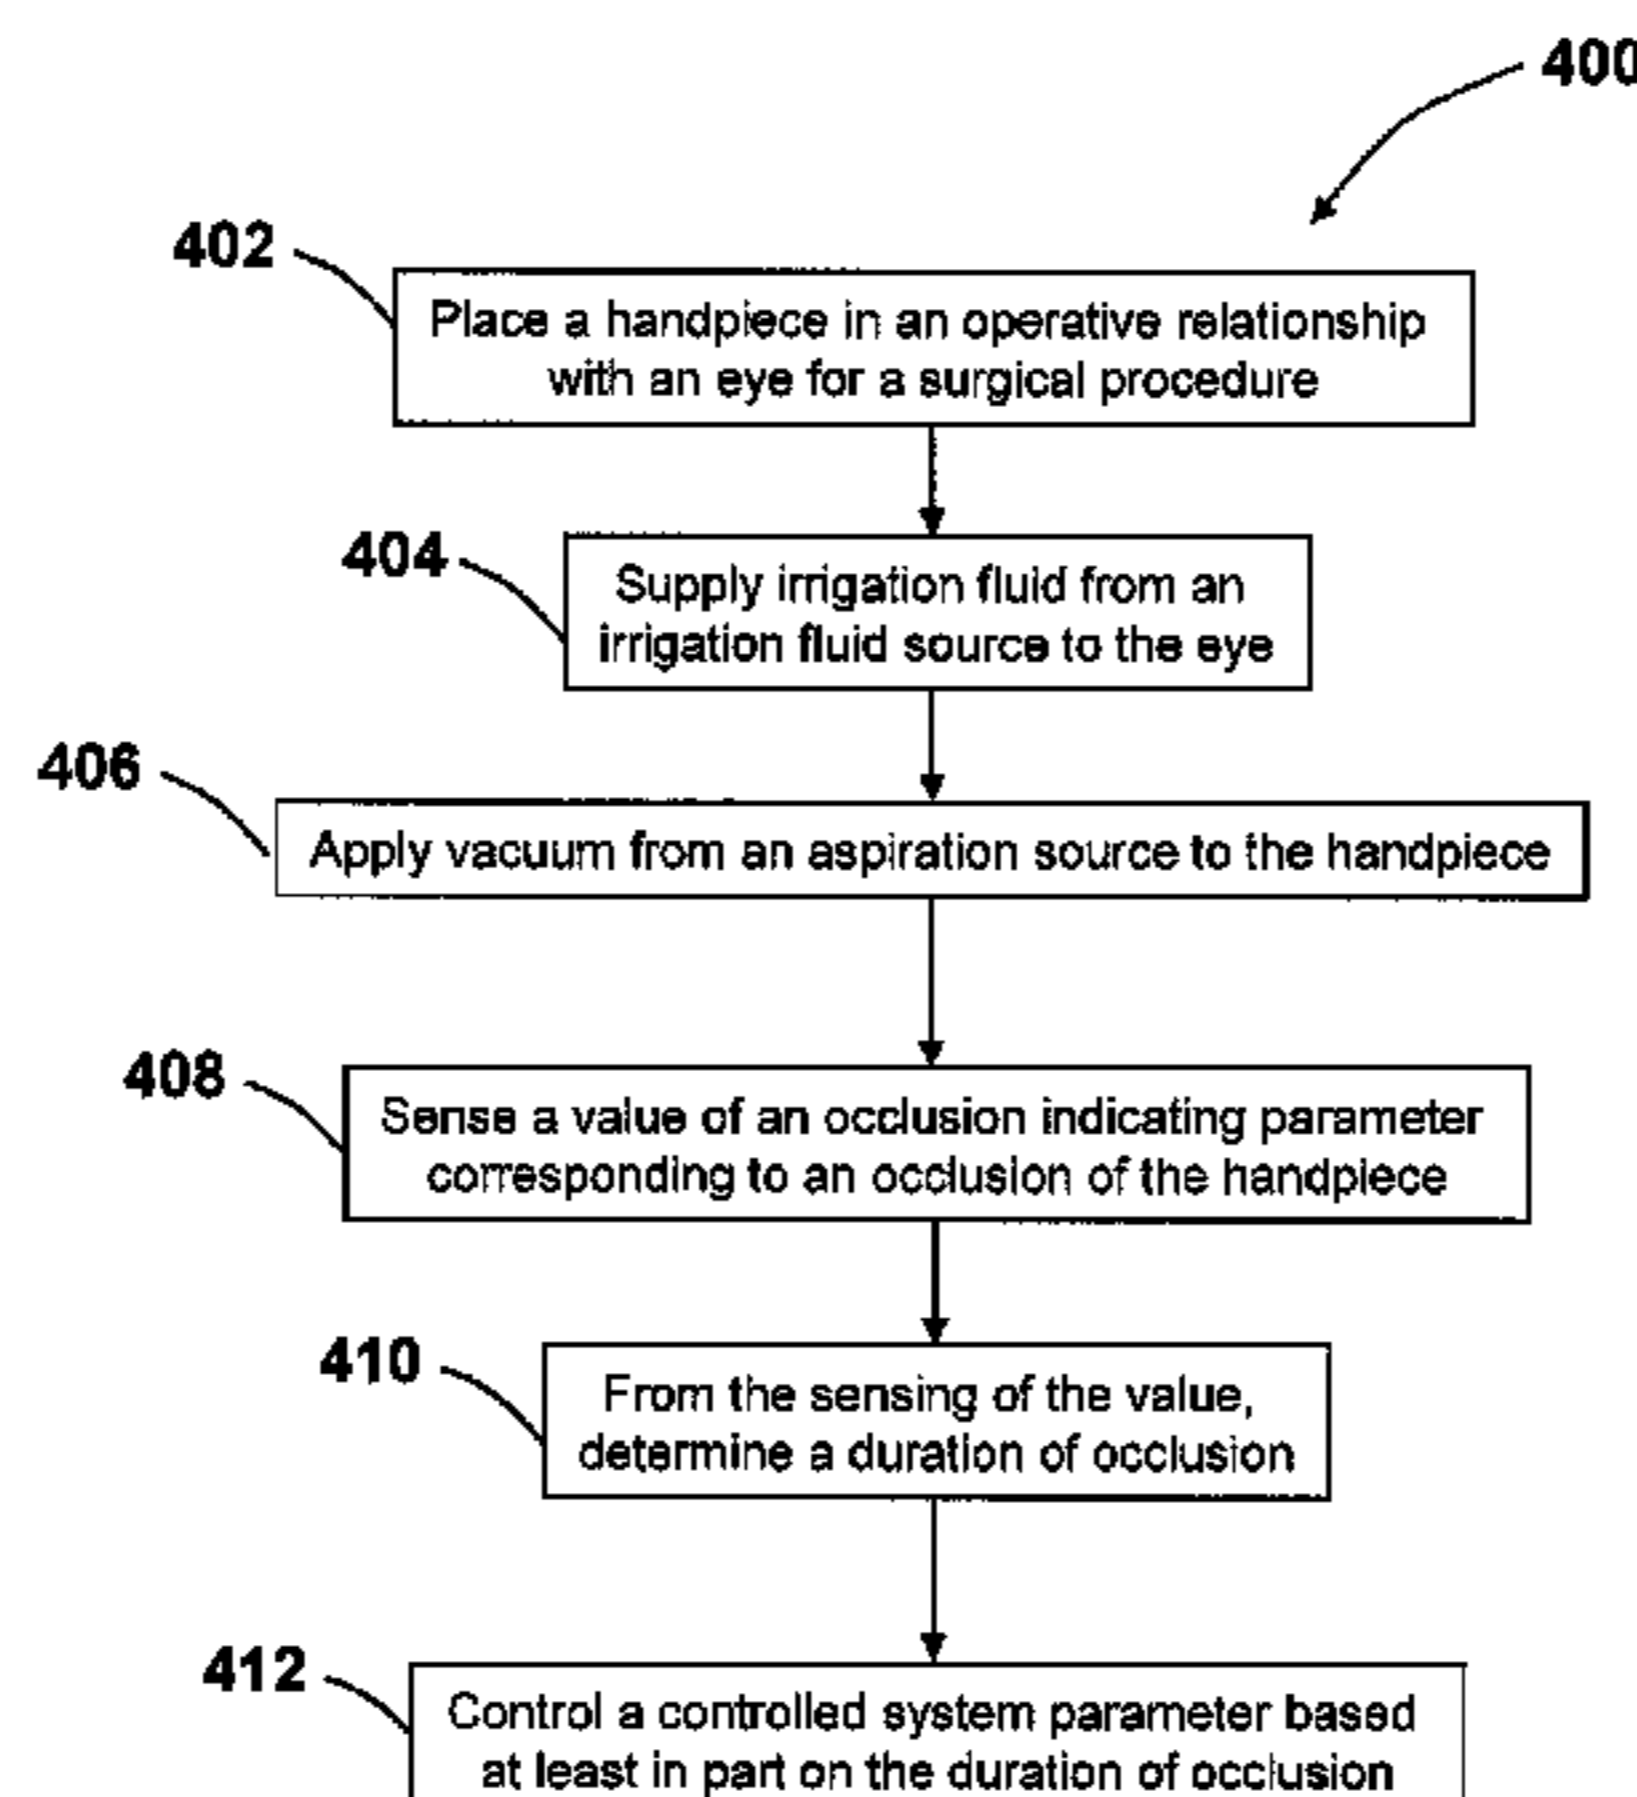 400
402
Place a handpiece in an operative relationship
with an eye for a surgical procedure
404
Supply irrigation fluid from an
irrigation fluid source to the eye
406
Apply vacuum from an aspiration source to the handpiece
408
Sense a value of an occlusion indicating parameter
corresponding to an occlusion of the handpiece
410
From the sensing of the value,
determine a duration of occlusion
412
Control a controlled system parameter based
at least in part on the duration of occlusion